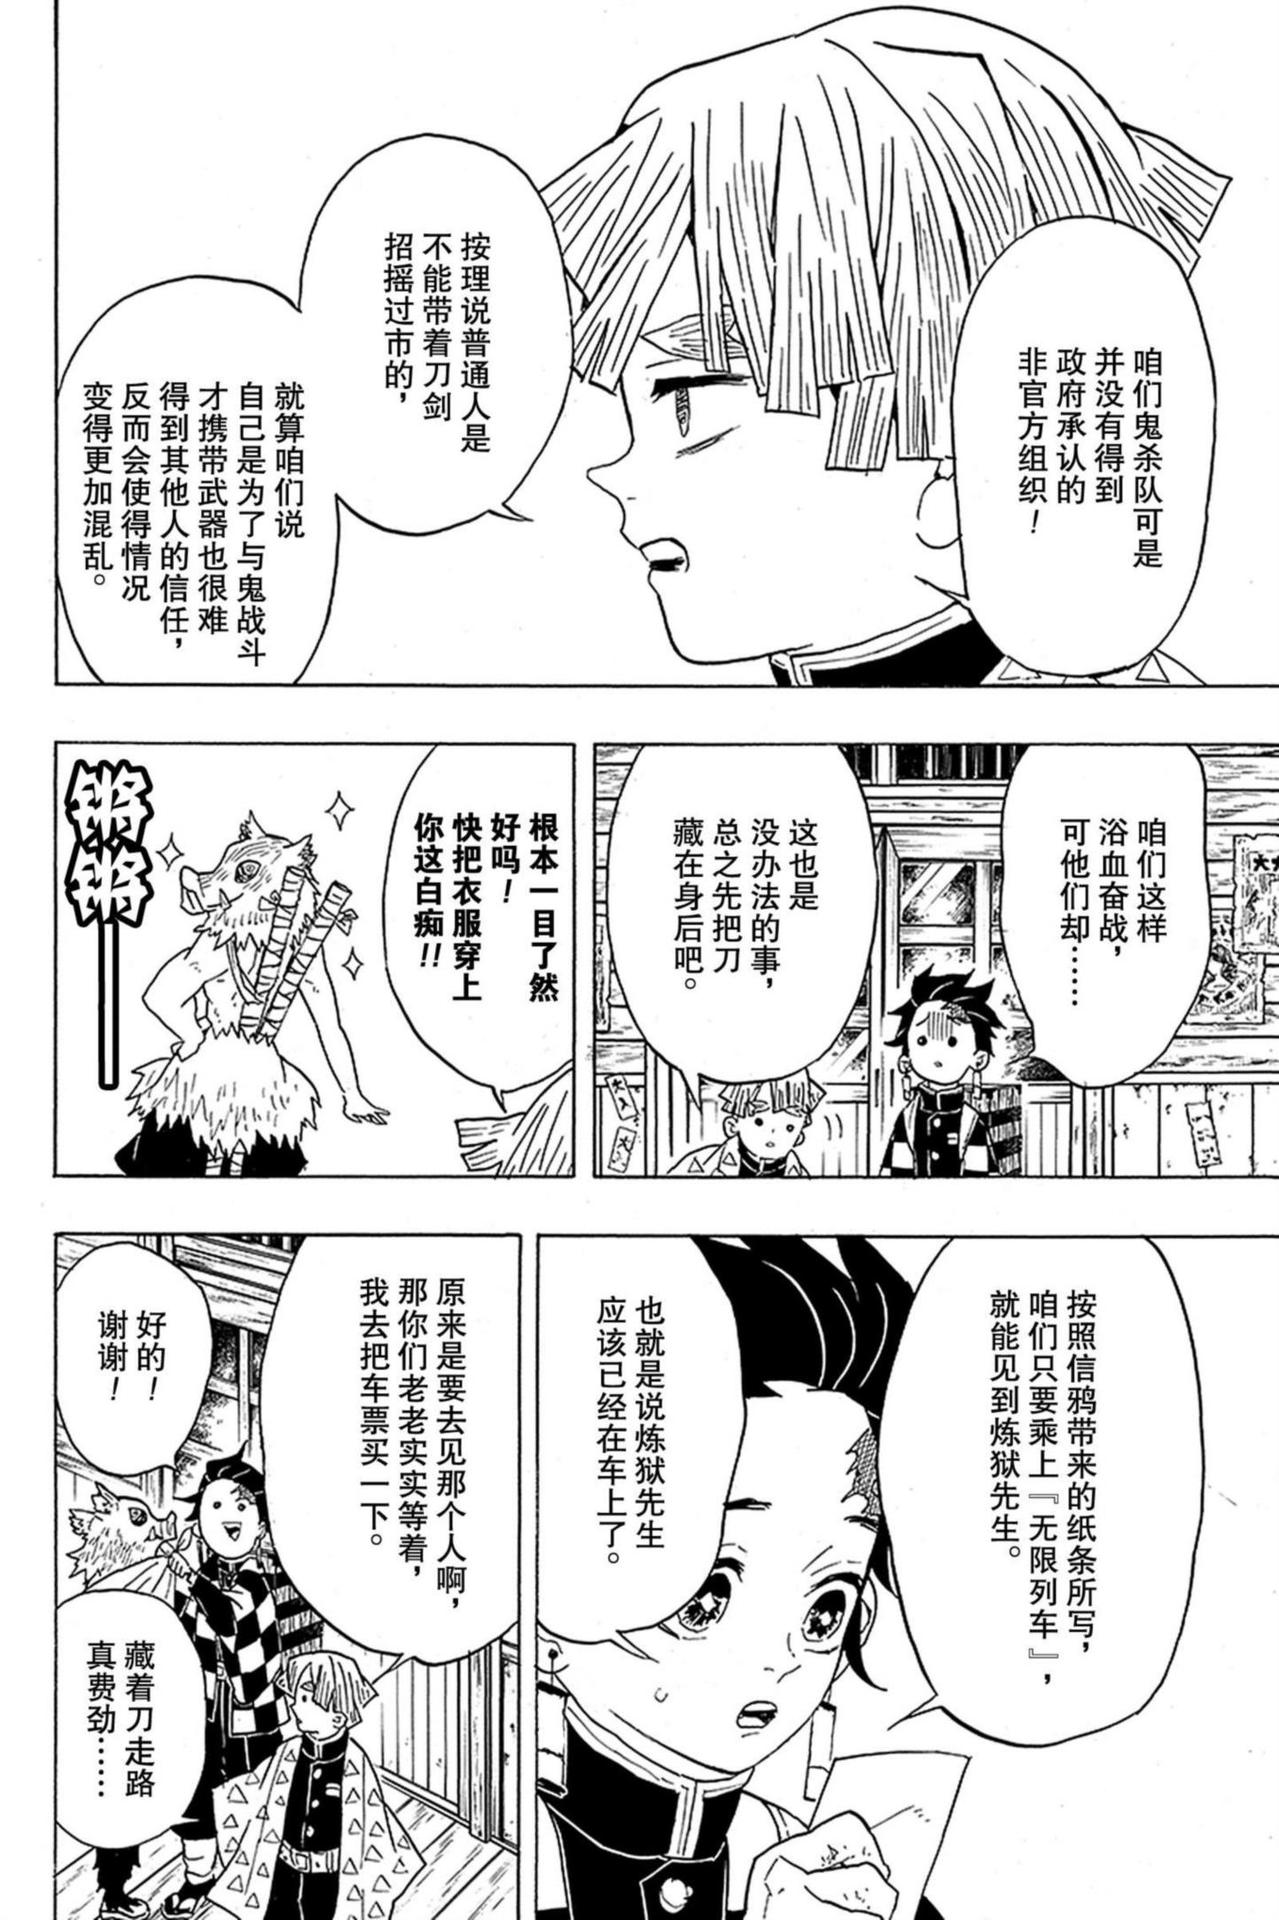 咱们鬼杀队可是
并没有得到
政府承认的
非官方组织！
按理说普通人是
不能带着刀剑
招摇过市的，
就算咱们说
自己是为了与鬼战斗
才携带武器也很难
得到其他人的信任，
反而会使得情况
变得更加混乱。
咱们这样
浴血奋战，
可他们却……
这也是
没办法的事，
总之先把刀
藏在身后吧。
根本一目了然
好吗！
快把衣服穿上
你这白痴!!
锵锵——
按照信鸦带来的纸条所写，
咱们只要乘上『无限列车』，
就能见到炼狱先生。
也就是说炼狱先生
应该已经在车上了。
原来是要去见那个人啊，
那你们老老实实等着，
我去把车票买一下。
好的！
谢谢！
藏着刀走路
真费劲……